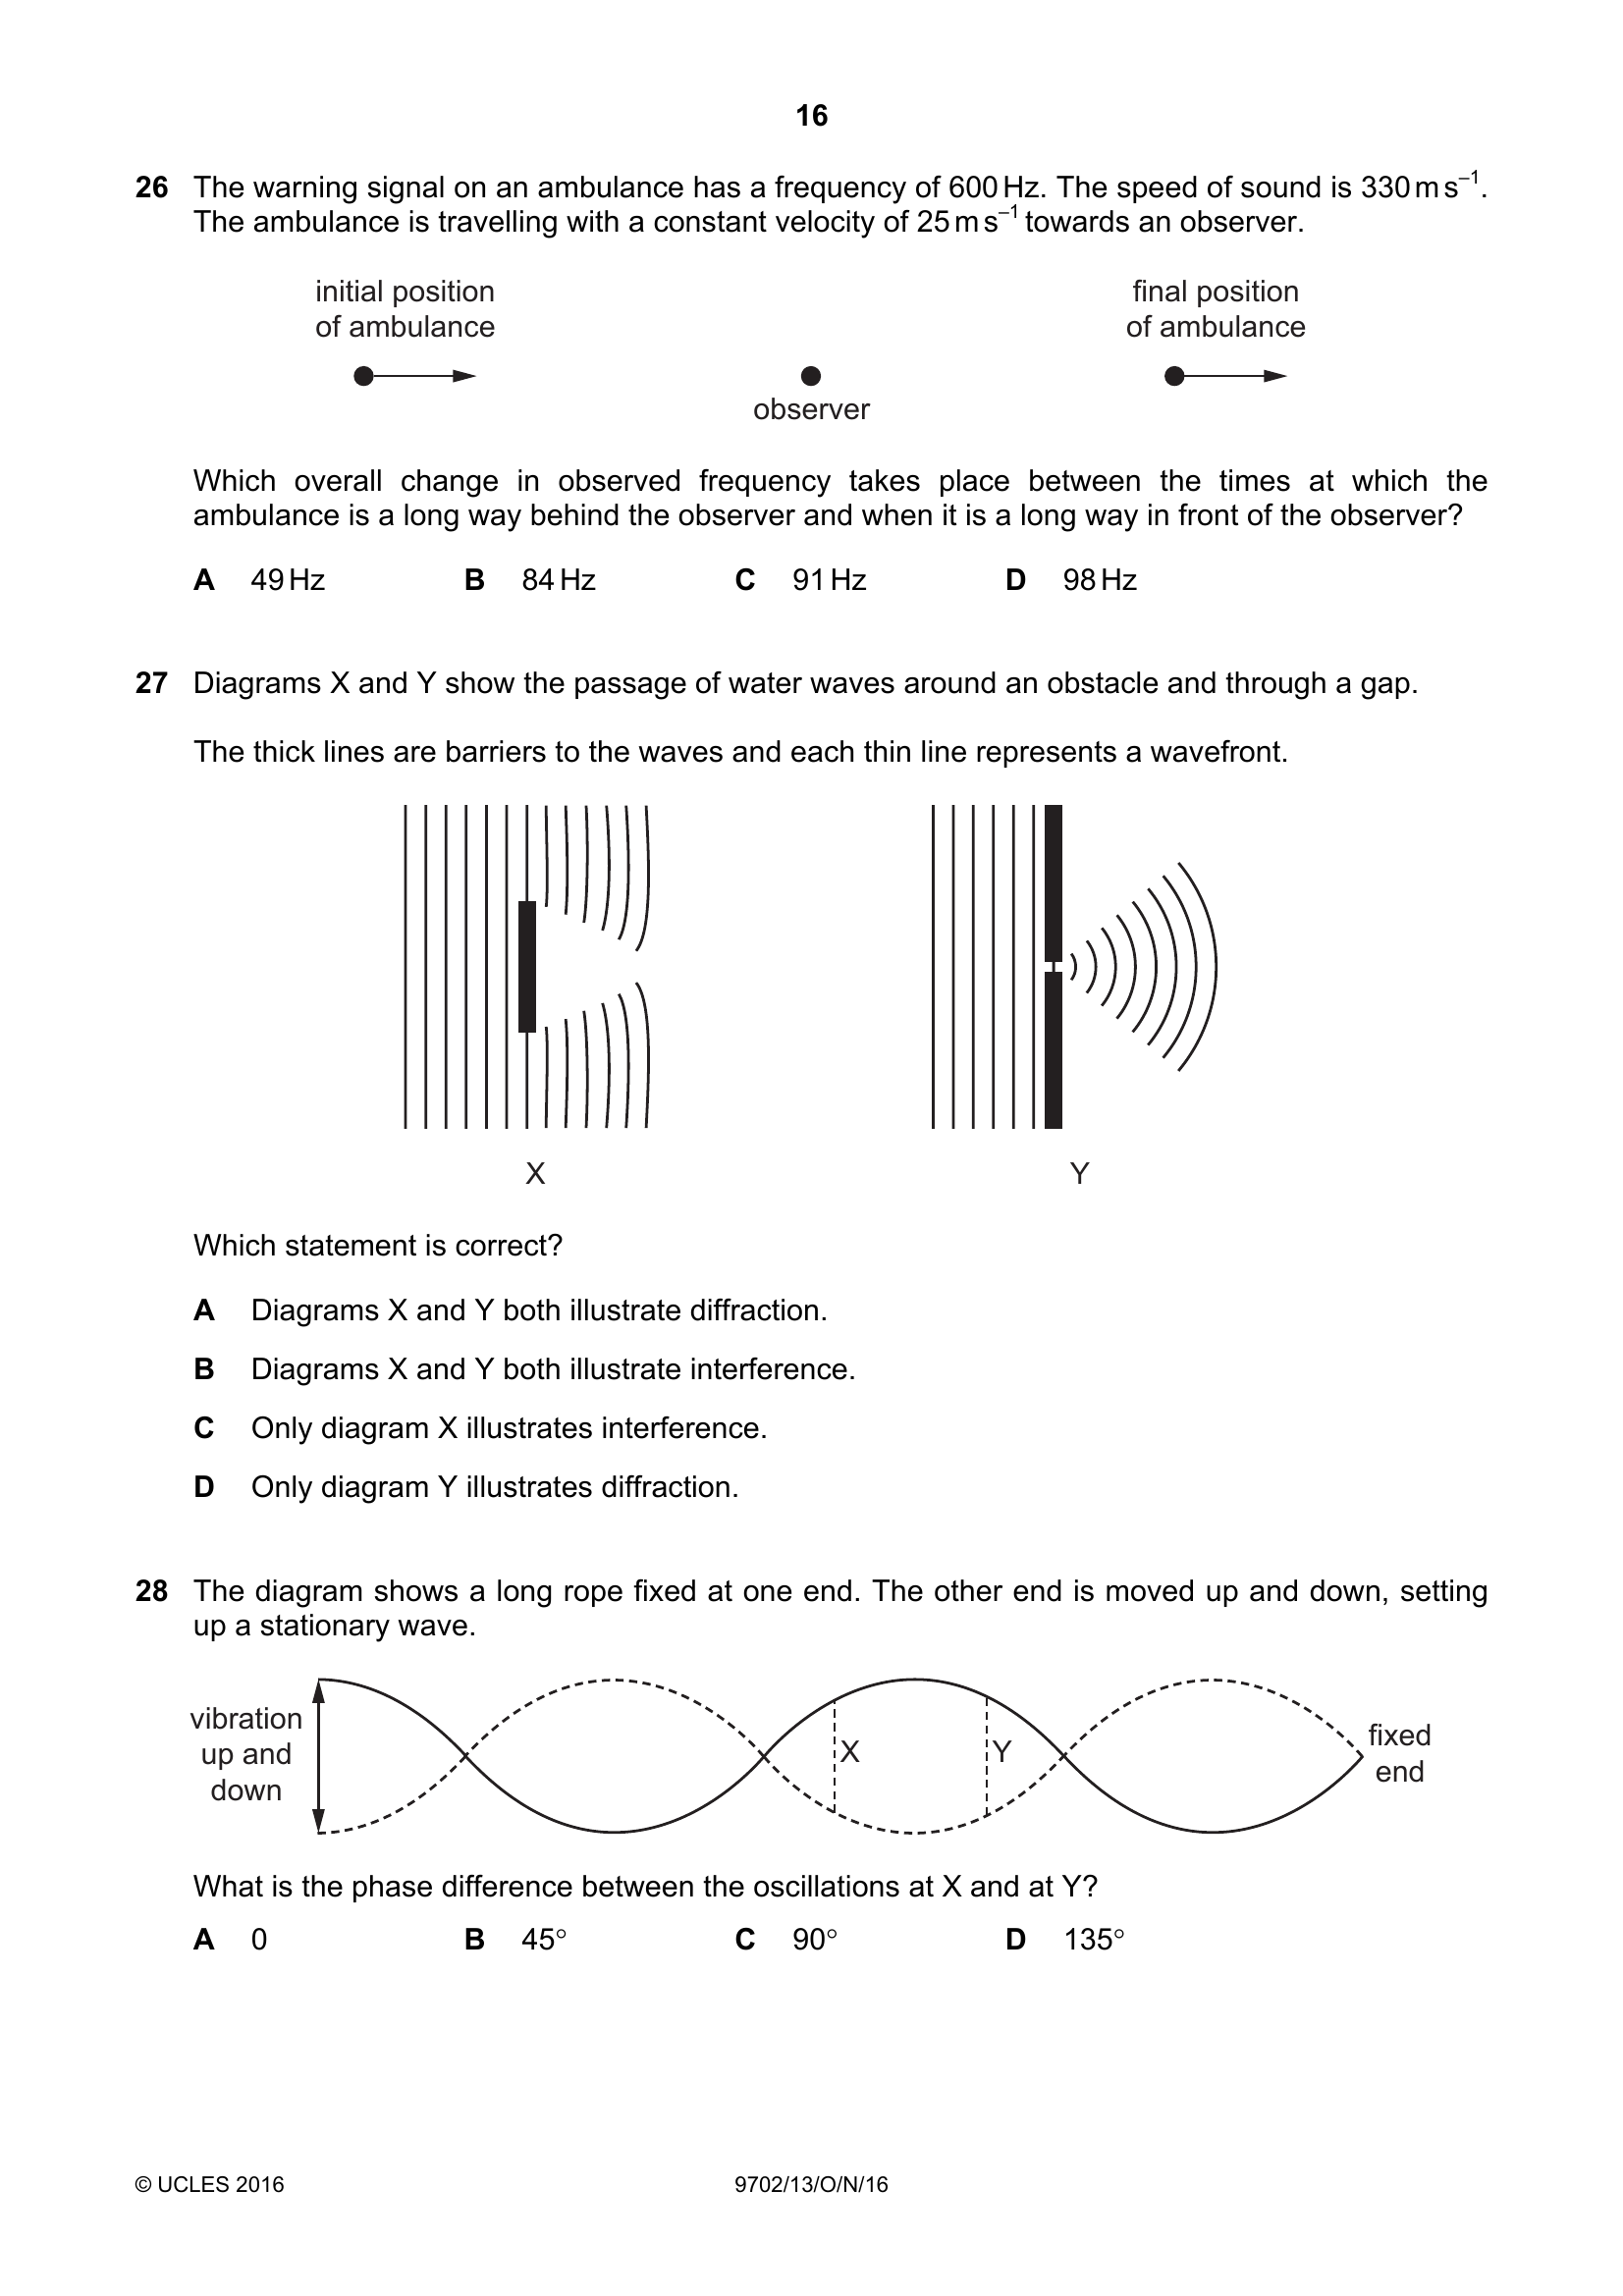 16
26 The warning signal on an ambulance has a frequency of 600 Hz. The speed of sound is 330 m s⁻¹.
The ambulance is travelling with a constant velocity of 25 m s⁻¹ towards an observer.
initial position
of ambulance
final position
of ambulance
observer
Which overall change in observed frequency takes place between the times at which the
ambulance is a long way behind the observer and when it is a long way in front of the observer?
A 49 Hz B 84 Hz C 91 Hz D 98 Hz
27 Diagrams X and Y show the passage of water waves around an obstacle and through a gap.
The thick lines are barriers to the waves and each thin line represents a wavefront.
X Y
Which statement is correct?
A Diagrams X and Y both illustrate diffraction.
B Diagrams X and Y both illustrate interference.
C Only diagram X illustrates interference.
D Only diagram Y illustrates diffraction.
28 The diagram shows a long rope fixed at one end. The other end is moved up and down, setting
up a stationary wave.
vibration
up and
down
X
Y
fixed
end
What is the phase difference between the oscillations at X and at Y?
A 0 B 45° C 90° D 135°
© UCLES 2016 9702/13/O/N/16